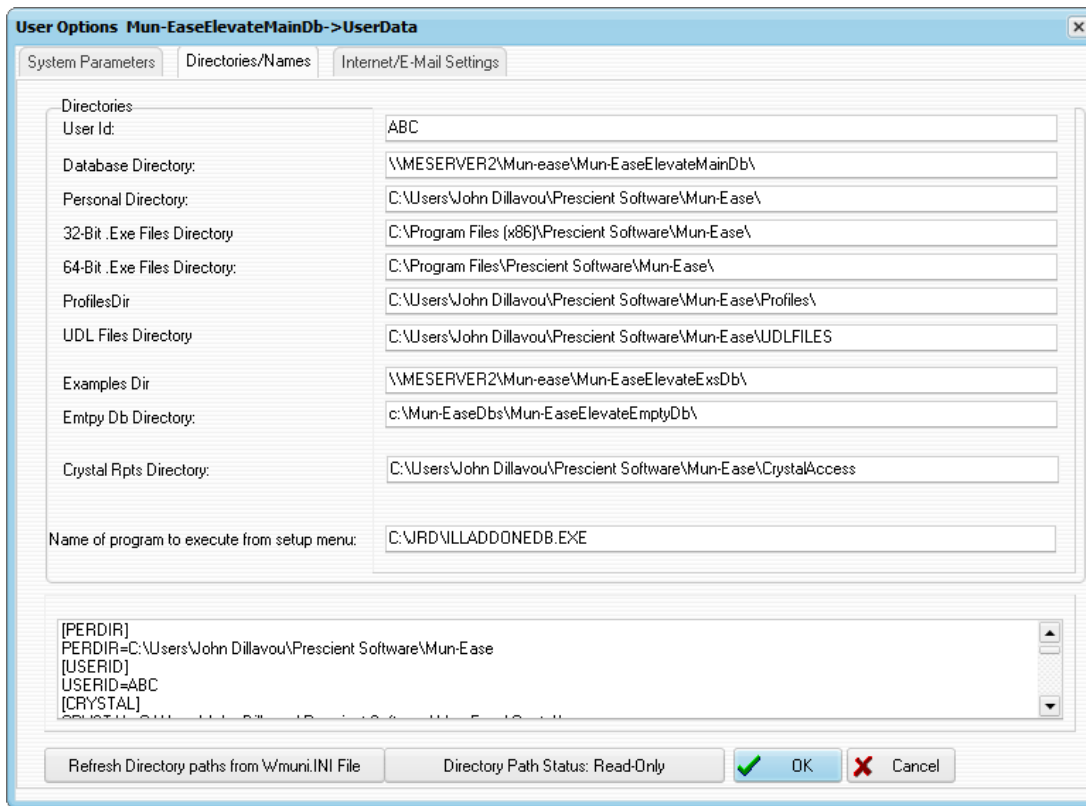 User Options  Mun-EaseElevateMainDb->UserData
System Parameters
Directories/Names
Internet/E-Mail Settings
Directories
User Id: ABC
Database Directory: \\MESERVER2\Mun-ease\Mun-EaseElevateMainDb\
Personal Directory: C:\Users\John Dillavou\Prescient Software\Mun-Ease\
32-Bit .Exe Files Directory C:\Program Files (x86)\Prescient Software\Mun-Ease\
64-Bit .Exe Files Directory: C:\Program Files\Prescient Software\Mun-Ease\
ProfilesDir C:\Users\John Dillavou\Prescient Software\Mun-Ease\Profiles\
UDL Files Directory C:\Users\John Dillavou\Prescient Software\Mun-Ease\UDLFILES
Examples Dir \\MESERVER2\Mun-ease\Mun-EaseElevateExsDb\
Emtpy Db Directory: c:\Mun-EaseDbs\Mun-EaseElevateEmptyDb\
Crystal Rpts Directory: C:\Users\John Dillavou\Prescient Software\Mun-Ease\CrystalAccess
Name of program to execute from setup menu: C:\JRD\ILLADDONEDB.EXE
[PERDIR]
PERDIR=C:\Users\John Dillavou\Prescient Software\Mun-Ease
[USERID]
USERID=ABC
[CRYSTAL]
Refresh Directory paths from Wmuni.INI File
Directory Path Status: Read-Only
OK
Cancel